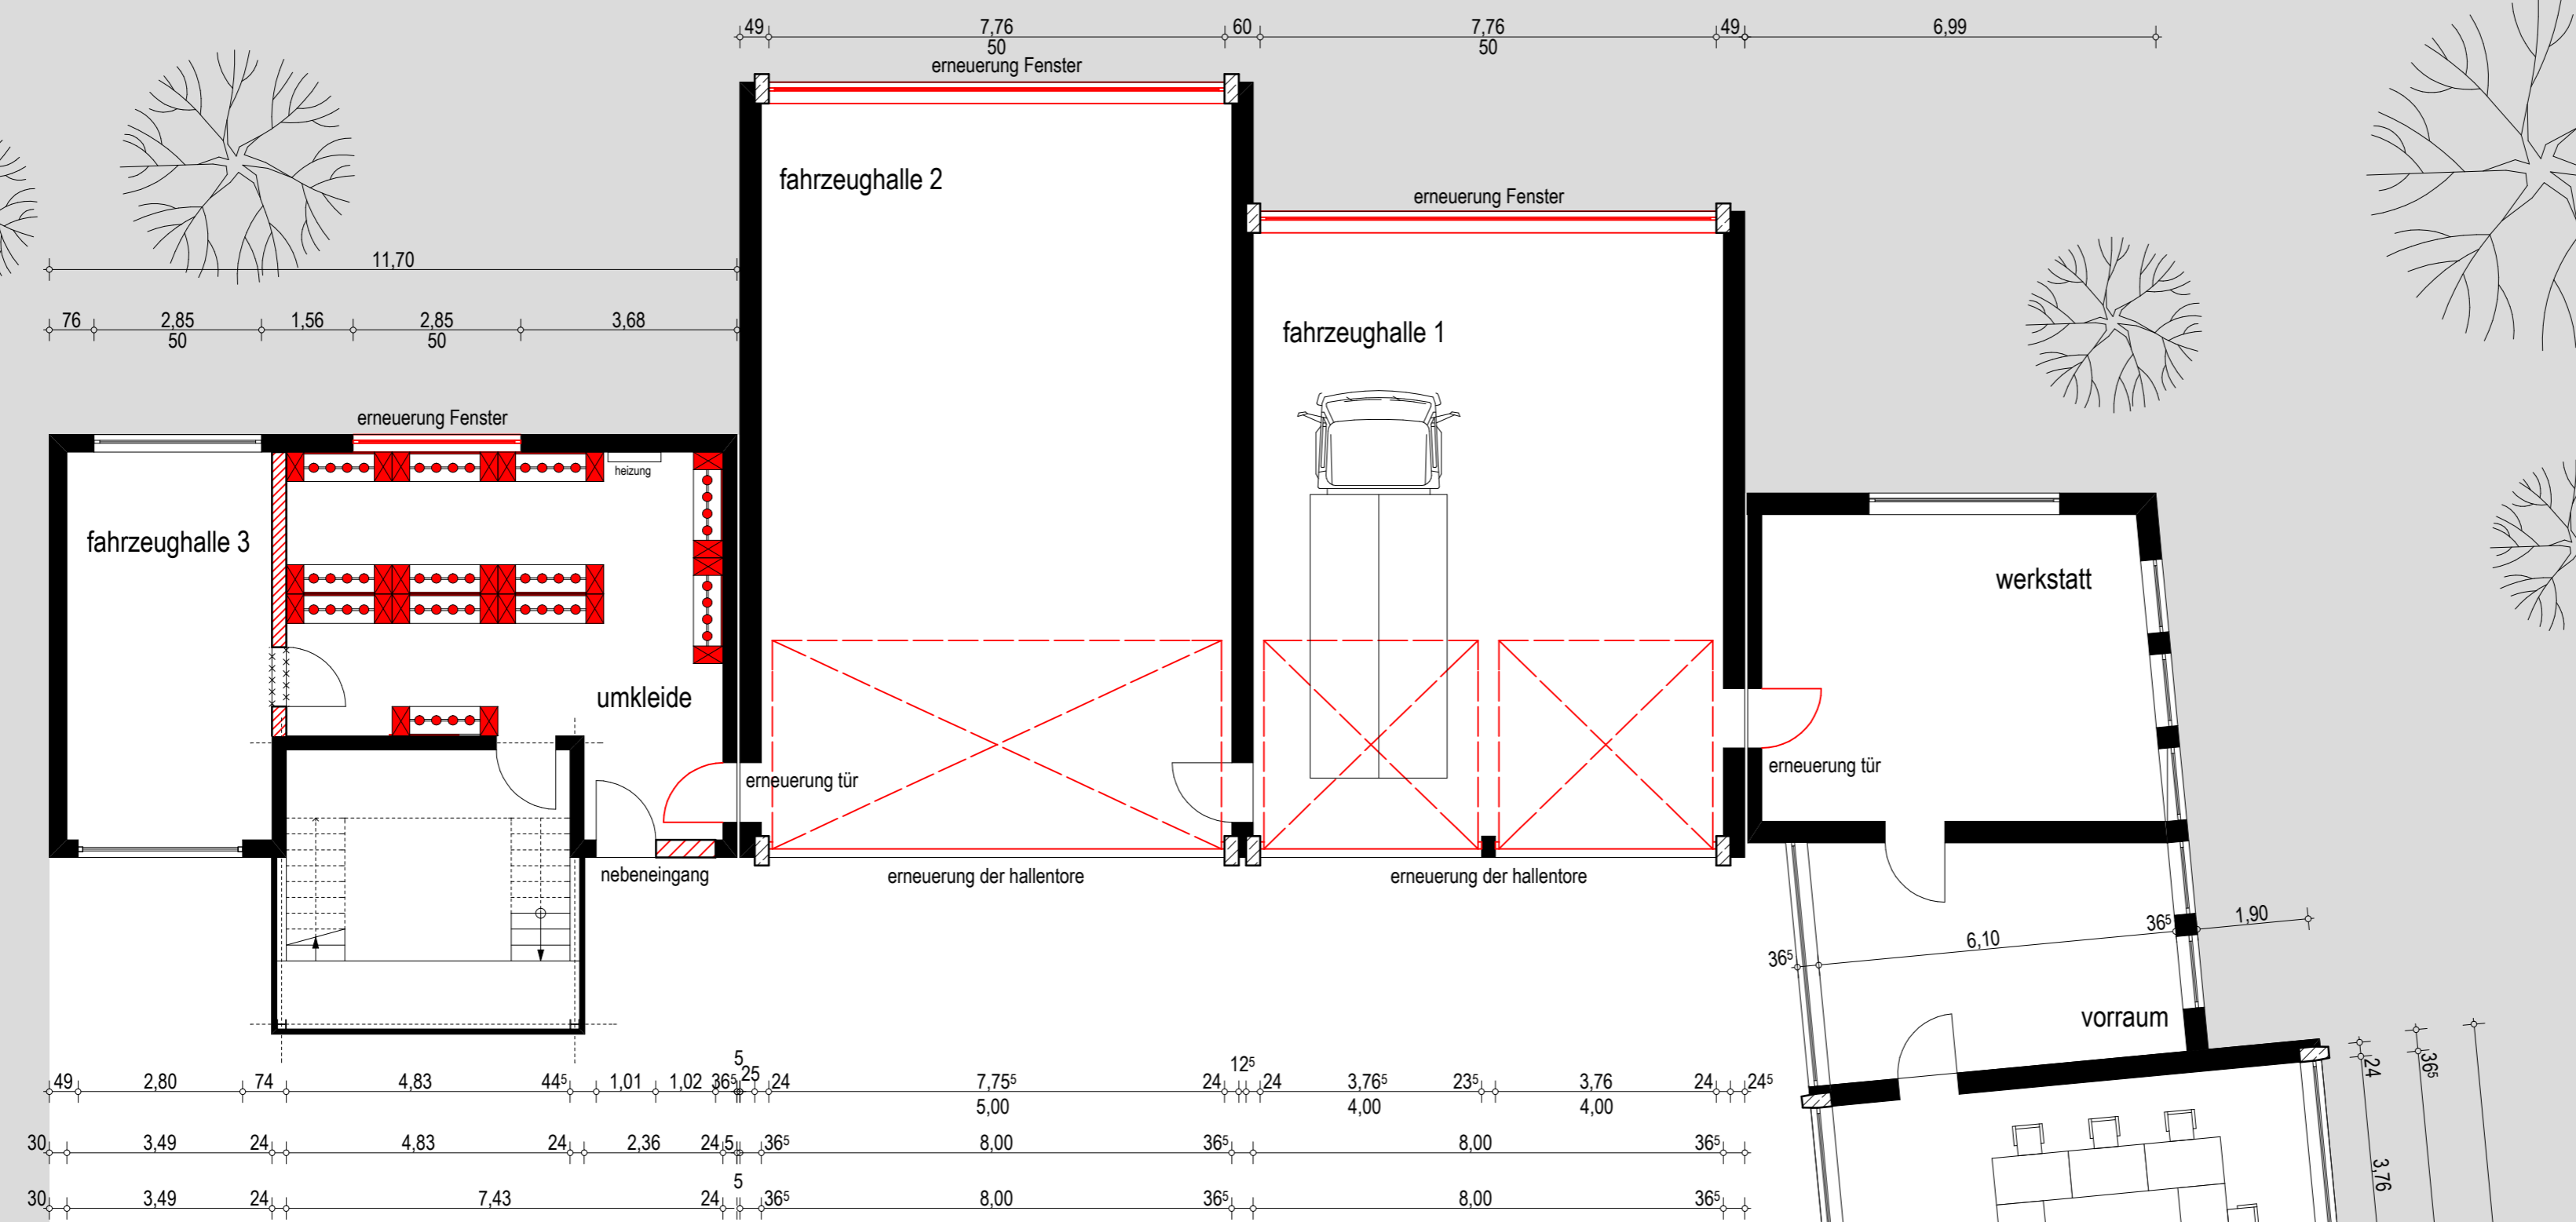 49 7,76 60 7,76 49 6,99
50 50
erneuerung Fenster
fahrzeughalle 2
erneuerung Fenster
11,70
76 2,85 1,56 2,85 3,68
50 50
fahrzeughalle 1
erneuerung Fenster
heizung
fahrzeughalle 3
werkstatt
umkleide
erneuerung tür
erneuerung tür
nebeneingang
erneuerung der hallentore
erneuerung der hallentore
36⁵ 6,10 36⁵ 1,90
vorraum
5
12⁵
49 2,80 74 4,83 44⁵ 1,01 1,02 36⁵ 25 24 7,75⁵ 24 24 3,76⁵ 23⁵ 3,76 24 24⁵
5,00 4,00 4,00
24
36⁵
30 3,49 24 4,83 24 2,36 24 5 36⁵ 8,00 36⁵ 8,00 36⁵
3,76
5
30 3,49 24 7,43 24 36⁵ 8,00 36⁵ 8,00 36⁵